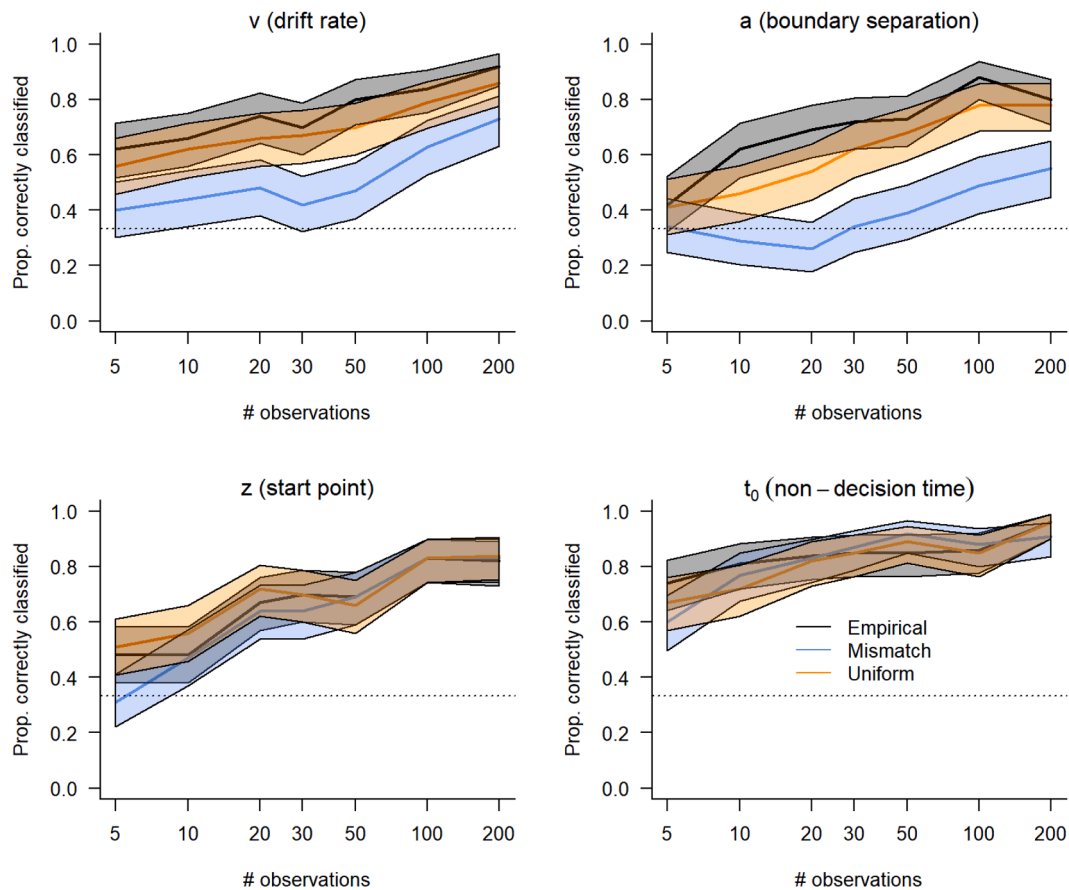 v (drift rate)
Prop. correctly classified
1.0
0.8
0.6
0.4
0.2
0.0
5 10 20 30 50 100 200
# observations
a (boundary separation)
Prop. correctly classified
1.0
0.8
0.6
0.4
0.2
0.0
5 10 20 30 50 100 200
# observations
z (start point)
Prop. correctly classified
1.0
0.8
0.6
0.4
0.2
0.0
5 10 20 30 50 100 200
# observations
t0 (non − decision time)
Prop. correctly classified
1.0
0.8
0.6
0.4
0.2
0.0
Empirical
Mismatch
Uniform
5 10 20 30 50 100 200
# observations